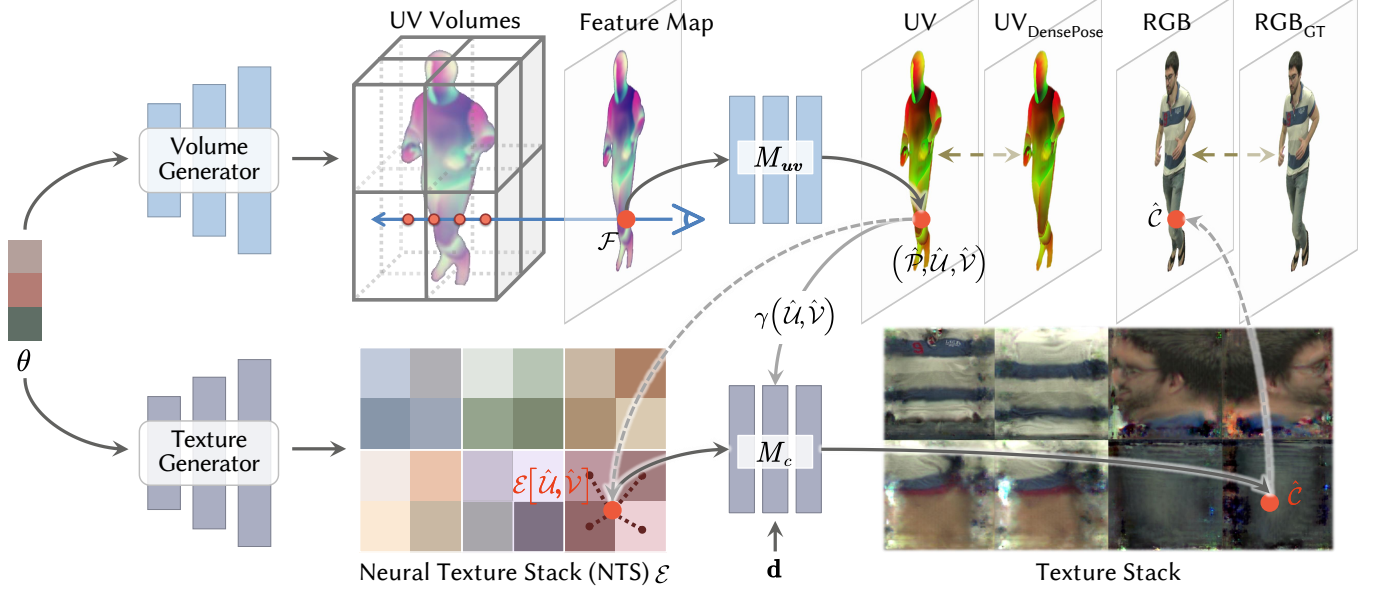 UV Volumes
Feature Map
UV
UV_DensePose
RGB
RGB_GT
Volume
Generator
M_uv
ℱ
(𝒫̂,𝒰̂,𝒱̂)
𝒞̂
θ
γ(𝒰̂,𝒱̂)
Texture
Generator
ℰ[𝒰̂,𝒱̂]
M_c
𝒞̂
d
Neural Texture Stack (NTS) ℰ
Texture Stack